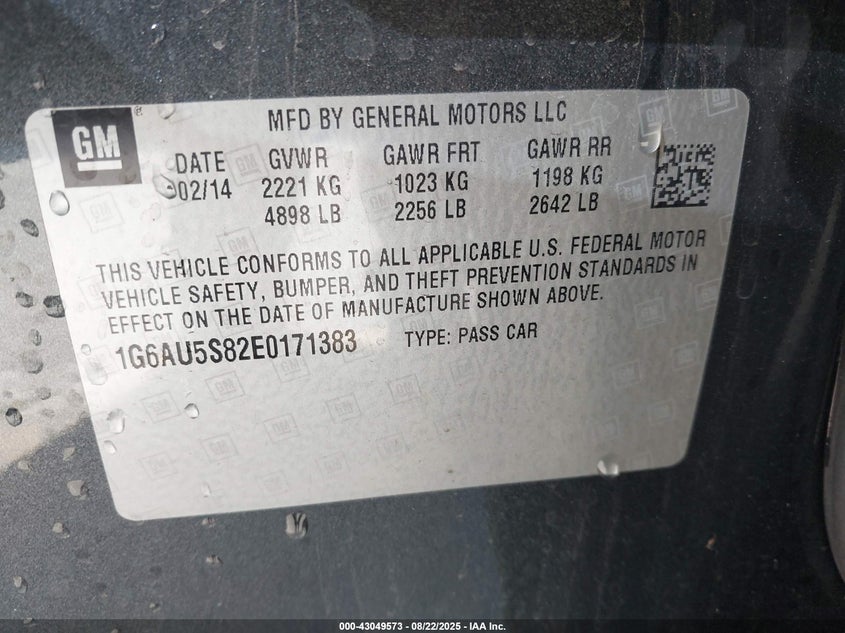 GM
MFD BY GENERAL MOTORS LLC
DATE GVWR GAWR FRT GAWR RR
02/14 2221 KG 1023 KG 1198 KG
4898 LB 2256 LB 2642 LB
THIS VEHICLE CONFORMS TO ALL APPLICABLE U.S. FEDERAL MOTOR
VEHICLE SAFETY, BUMPER, AND THEFT PREVENTION STANDARDS IN
EFFECT ON THE DATE OF MANUFACTURE SHOWN ABOVE.
1G6AU5S82E0171383 TYPE: PASS CAR
000-43049573 - 08/22/2025 - IAA Inc.